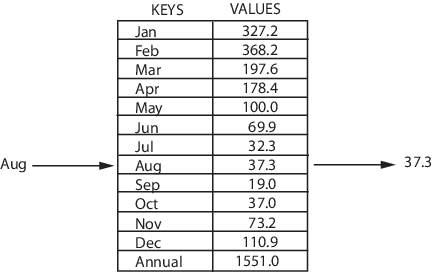 KEYS VALUES
Jan 327.2
Feb 368.2
Mar 197.6
Apr 178.4
May 100.0
Jun 69.9
Jul 32.3
Aug Aug 37.3 37.3
Sep 19.0
Oct 37.0
Nov 73.2
Dec 110.9
Annual 1551.0